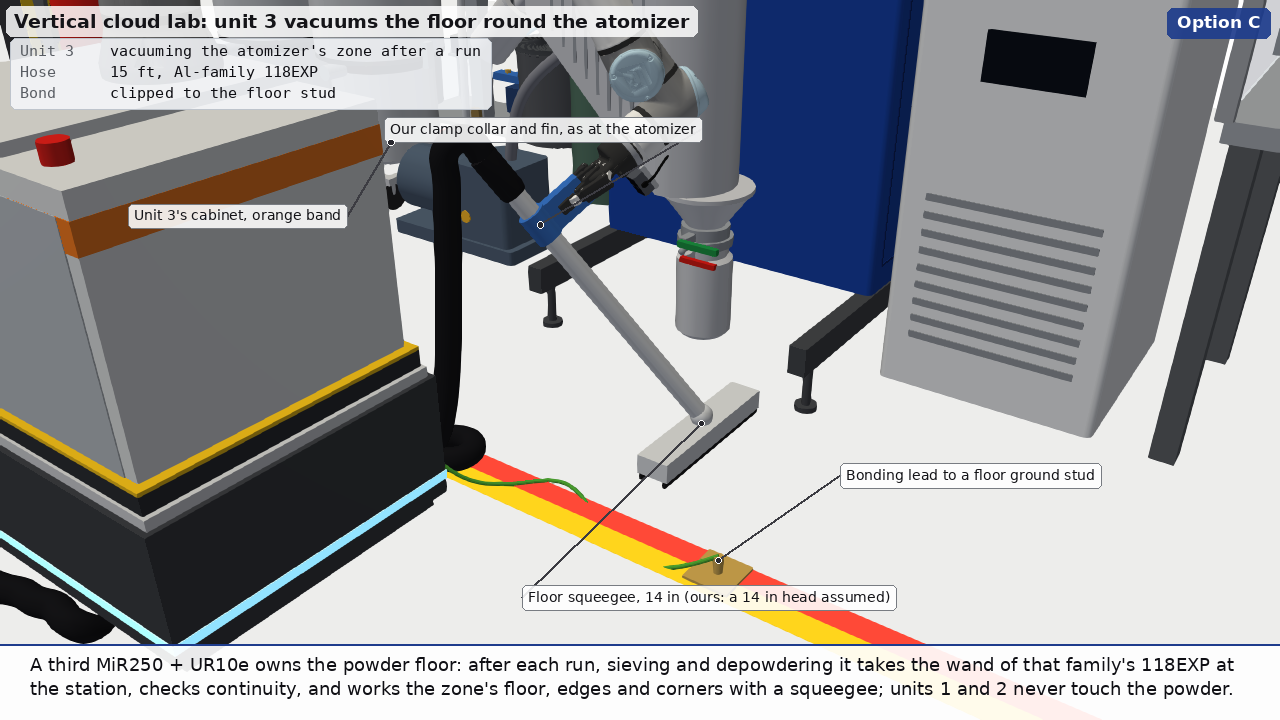 Vertical cloud lab: unit 3 vacuums the floor round the atomizer
Option C
Unit 3 vacuuming the atomizer's zone after a run
Hose 15 ft, Al-family 118EXP
Bond clipped to the floor stud
Our clamp collar and fin, as at the atomizer
Unit 3's cabinet, orange band
Bonding lead to a floor ground stud
Floor squeegee, 14 in (ours: a 14 in head assumed)
A third MiR250 + UR10e owns the powder floor: after each run, sieving and depowdering it takes the wand of that family's 118EXP at
the station, checks continuity, and works the zone's floor, edges and corners with a squeegee; units 1 and 2 never touch the powder.